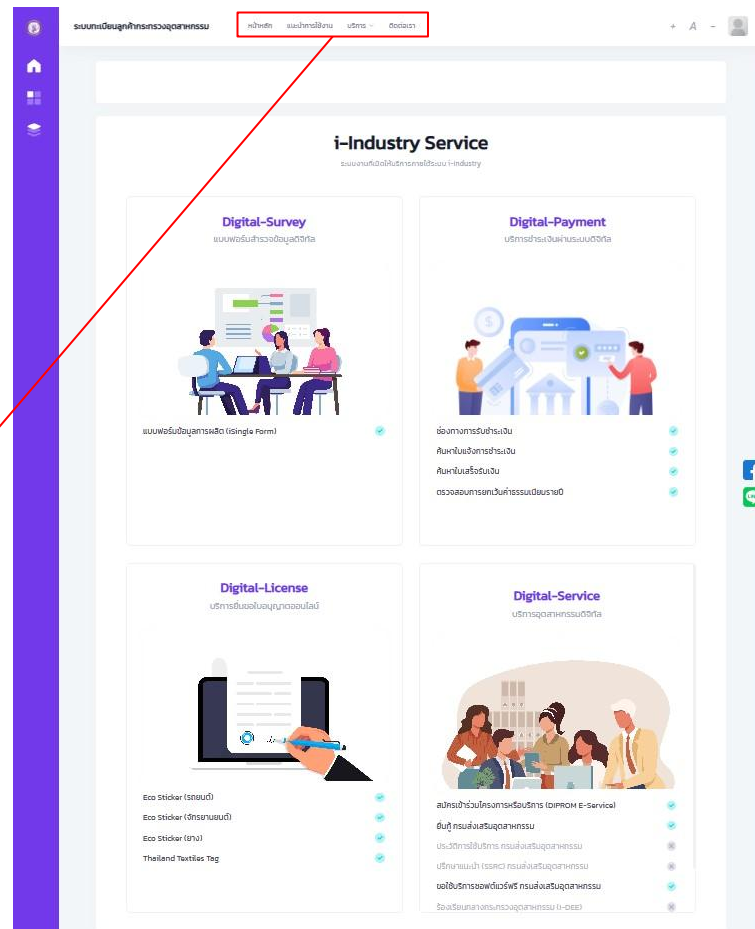 ระบบทะเบียนลูกค้ากระทรวงอุตสาหกรรม หน้าหลัก แนะนำการใช้งาน บริการ ติดต่อเรา + A -
i-Industry Service
ระบบงานที่เปิดให้บริการภายใต้ระบบ i-Industry
Digital-Survey
แบบฟอร์มสำรวจข้อมูลดิจิทัล
แบบฟอร์มข้อมูลการผลิต (iSingle Form)
Digital-Payment
บริการชำระเงินผ่านระบบดิจิทัล
ช่องทางการรับชำระเงิน
ค้นหาใบแจ้งการชำระเงิน
ค้นหาใบเสร็จรับเงิน
ตรวจสอบการยกเว้นค่าธรรมเนียมรายปี
Digital-License
บริการยื่นขอใบอนุญาตออนไลน์
Eco Sticker (รถยนต์)
Eco Sticker (จักรยานยนต์)
Eco Sticker (ยาง)
Thailand Textiles Tag
Digital-Service
บริการอุตสาหกรรมดิจิทัล
สมัครเข้าร่วมโครงการหรือบริการ (DIPROM E-Service)
ยื่นกู้ กรมส่งเสริมอุตสาหกรรม
ประวัติการใช้บริการ กรมส่งเสริมอุตสาหกรรม
ปรึกษาแนะนำ (SSRC) กรมส่งเสริมอุตสาหกรรม
ขอใช้บริการซอฟต์แวร์ฟรี กรมส่งเสริมอุตสาหกรรม
ร้องเรียนกลางกระทรวงอุตสาหกรรม (I-DEE)